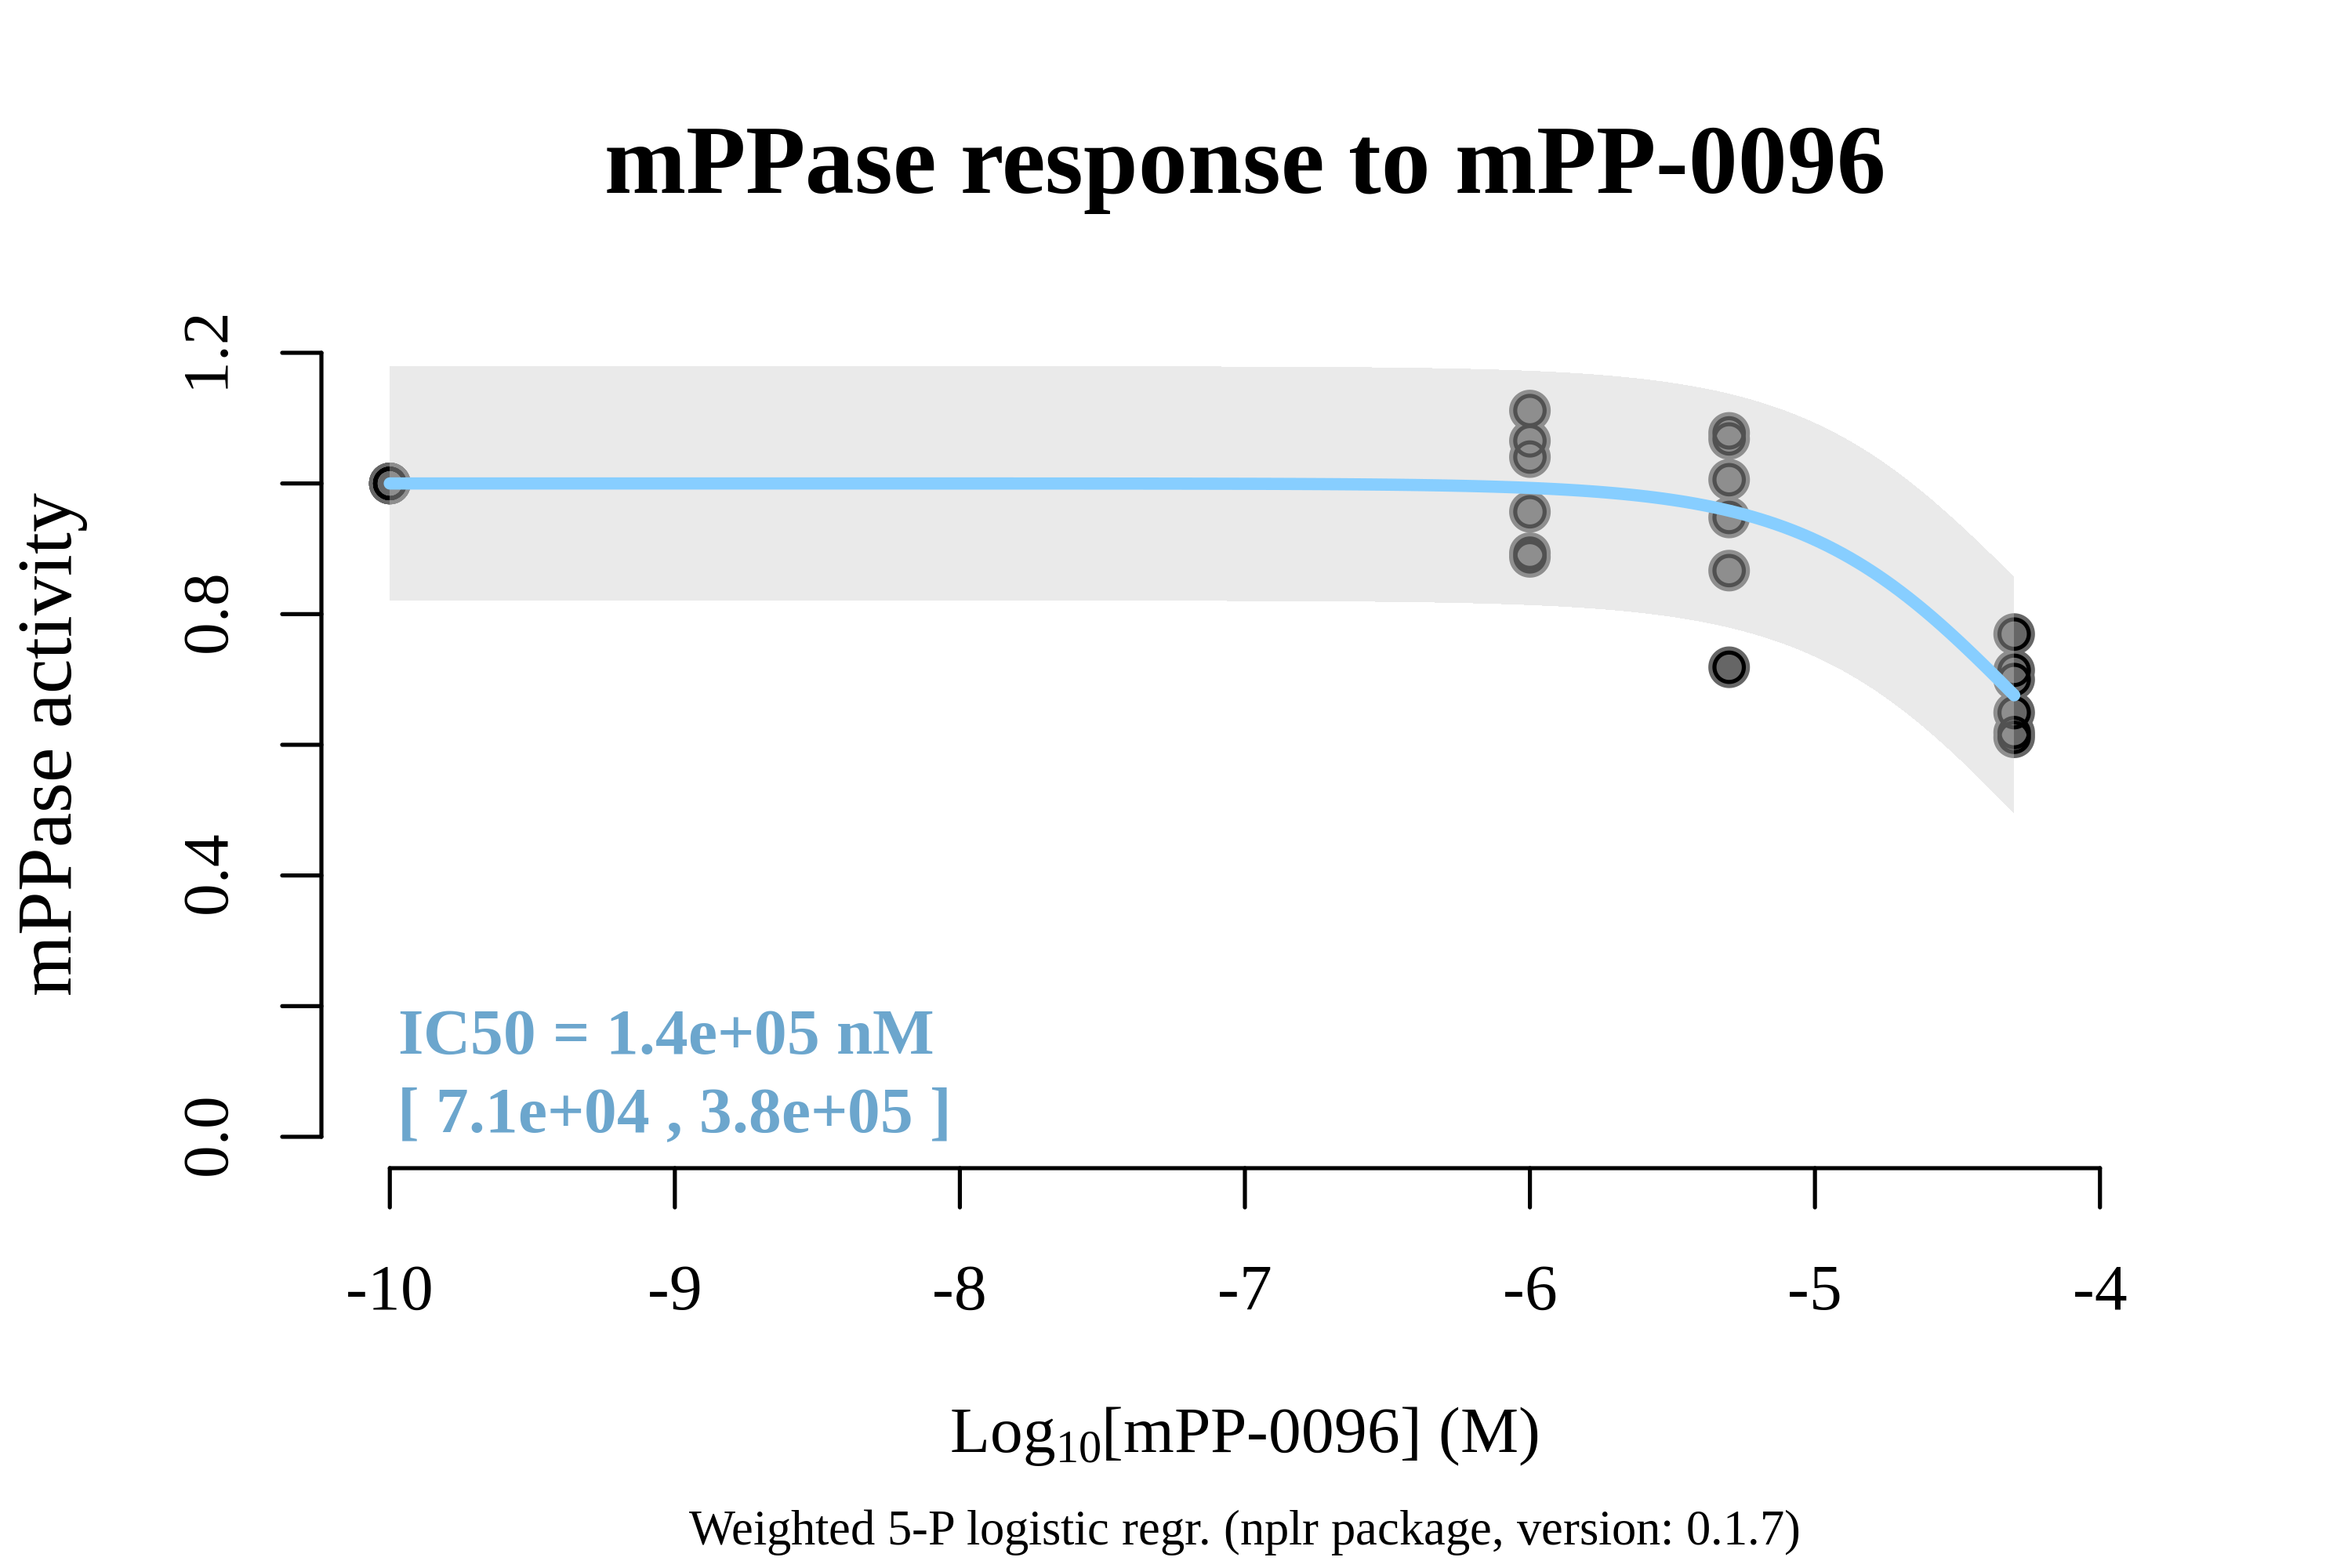 mPPase response to mPP-0096
mPPase activity
1.2
0.8
0.4
0.0
IC50 = 1.4e+05 nM
[ 7.1e+04 , 3.8e+05 ]
-10 -9 -8 -7 -6 -5 -4
Log10[mPP-0096] (M)
Weighted 5-P logistic regr. (nplr package, version: 0.1.7)